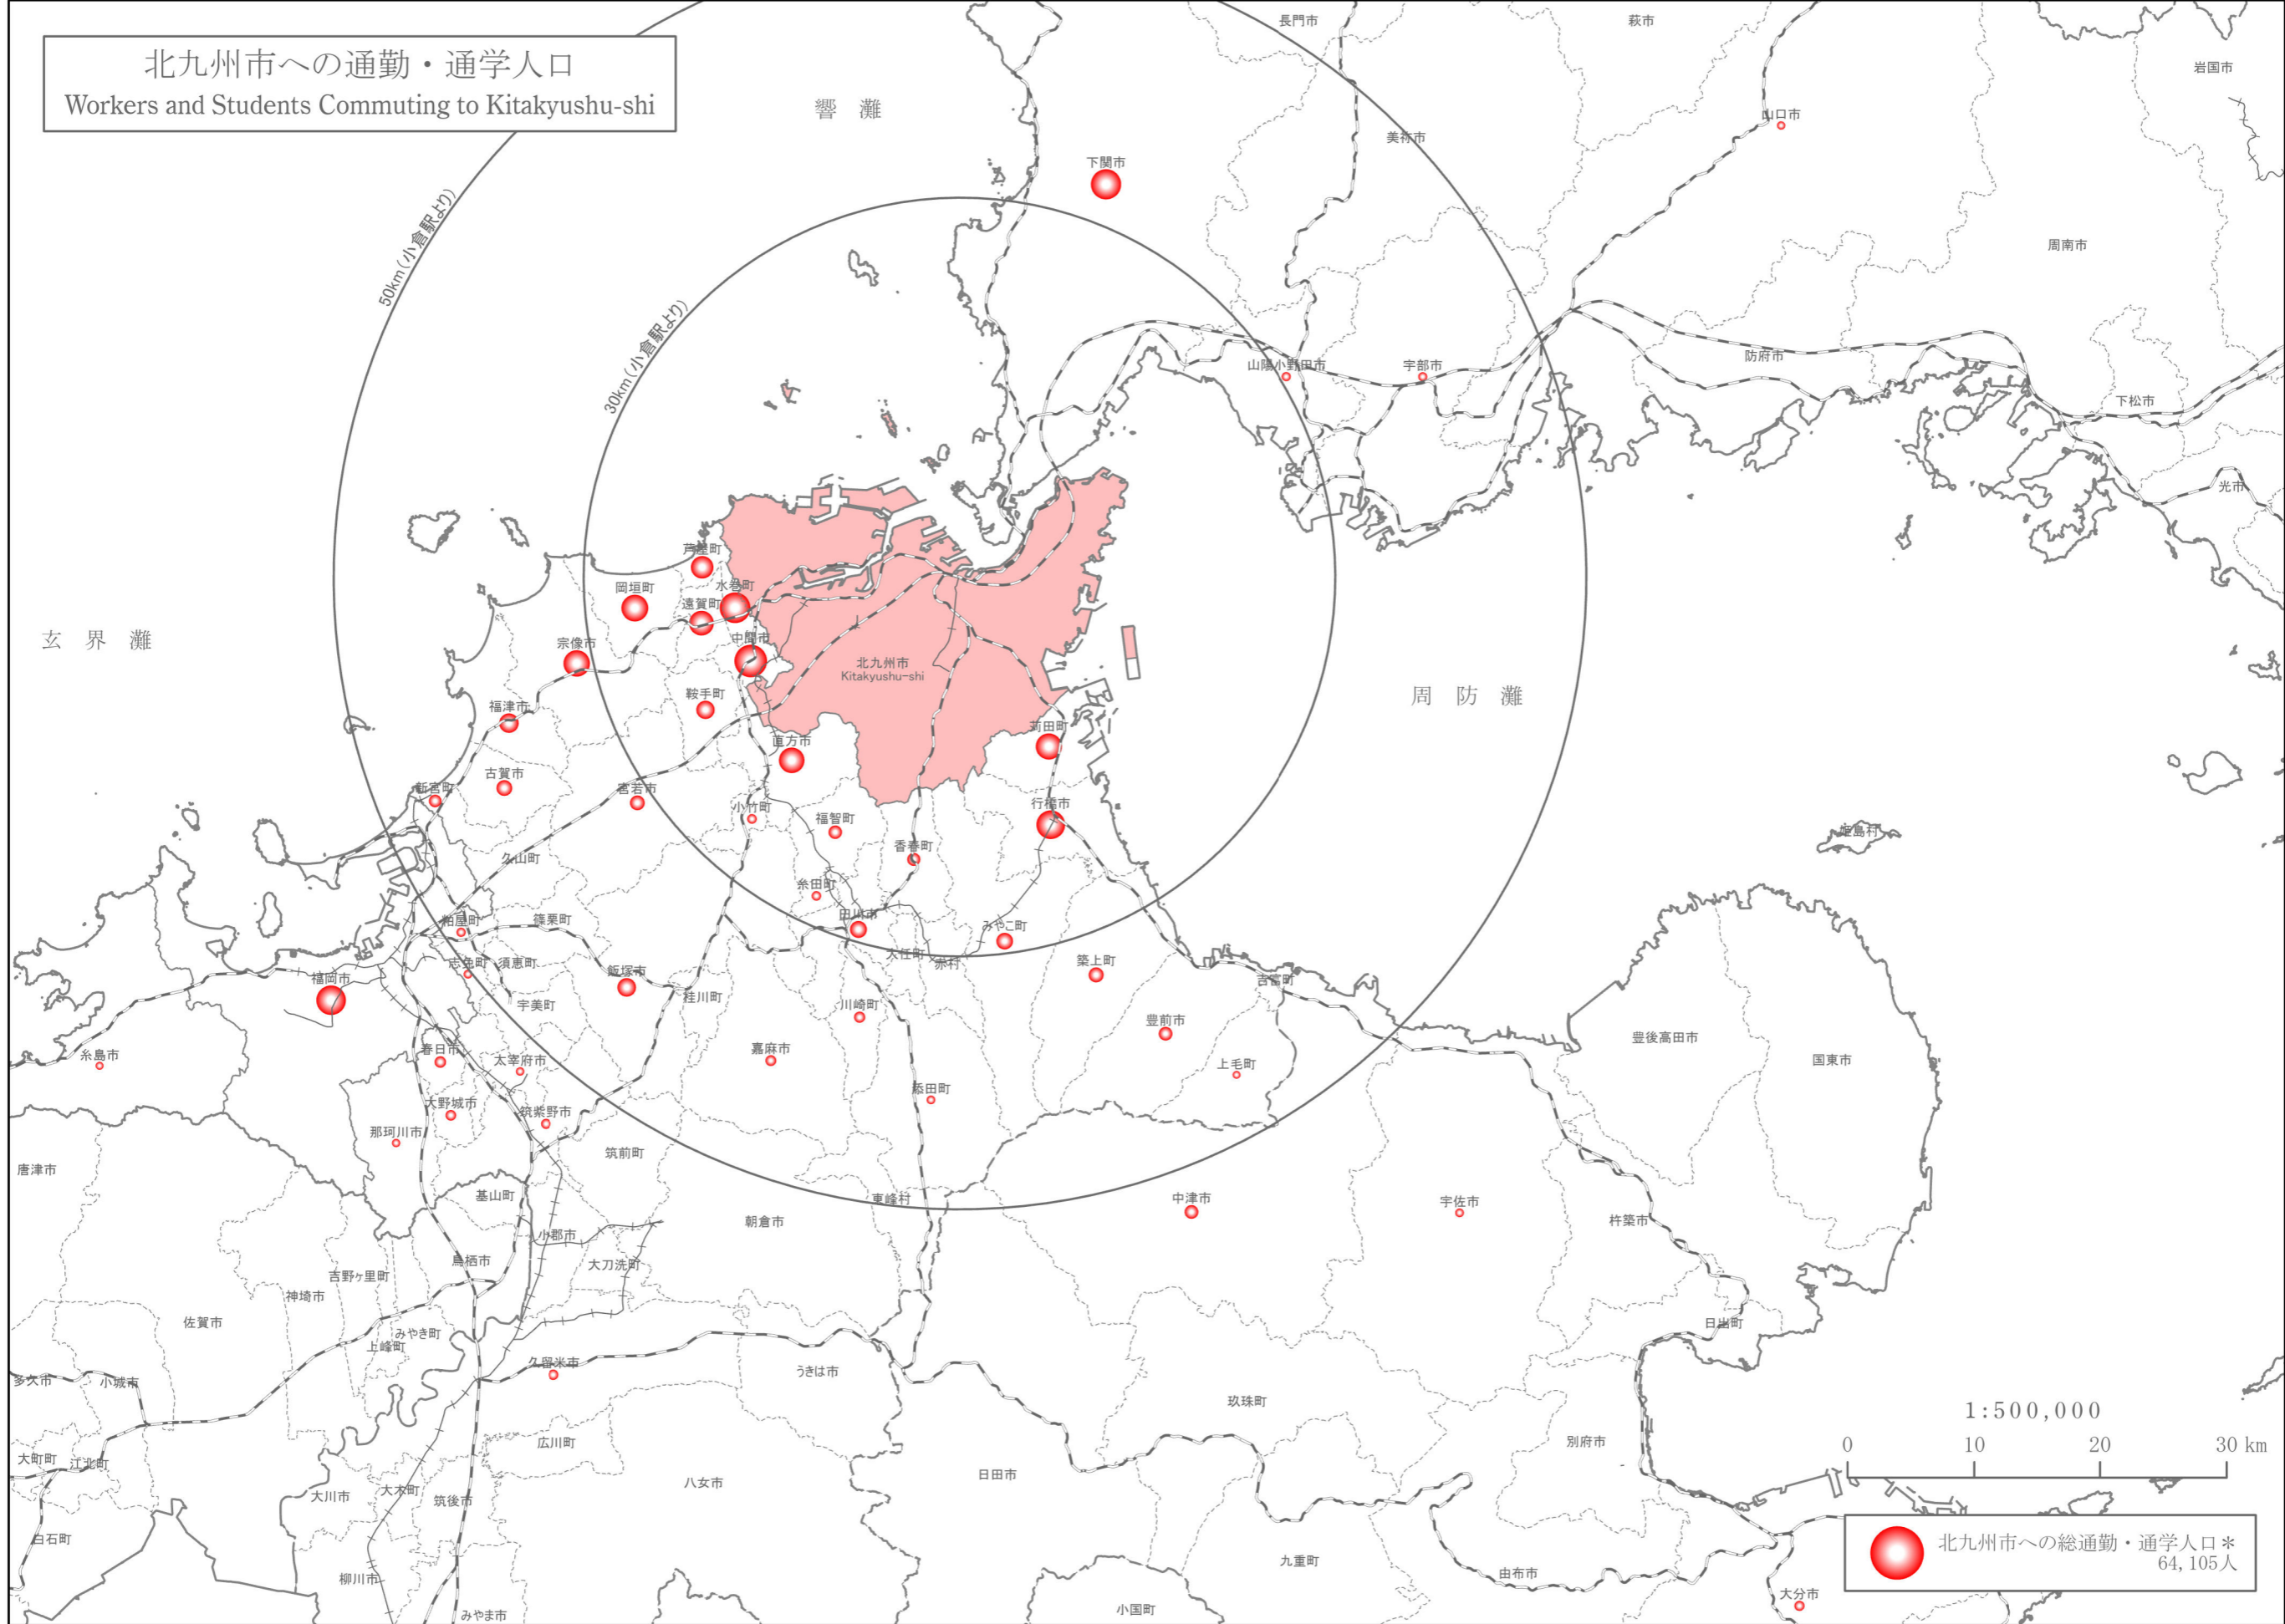 北九州市への通勤・通学人口
Workers and Students Commuting to Kitakyushu-shi
長門市
萩市
岩国市
響 灘
山口市
美祢市
下関市
50km(小倉駅より)
周南市
30km(小倉駅より)
山陽小野田市
宇部市
防府市
下松市
光市
芦屋町
岡垣町
水巻町
遠賀町
玄 界 灘
宗像市
中間市
北九州市
Kitakyushu-shi
鞍手町
周 防 灘
福津市
苅田町
直方市
古賀市
新宮町
宮若市
小竹町
行橋市
福智町
姫島村
香春町
久山町
糸田町
粕屋町
篠栗町
田川市
みやこ町
大任町
赤村
志免町
須恵町
築上町
福岡市
飯塚市
吉富町
桂川町
宇美町
川崎町
豊前市
豊後高田市
糸島市
春日市
太宰府市
嘉麻市
上毛町
国東市
添田町
大野城市
筑紫野市
那珂川市
筑前町
唐津市
基山町
東峰村
中津市
宇佐市
朝倉市
杵築市
小郡市
鳥栖市
大刀洗町
吉野ヶ里町
神埼市
佐賀市
みやき町
上峰町
日出町
久留米市
うきは市
多久市
小城市
玖珠町
1:500,000
0 10 20 30 km
広川町
別府市
大町町
江北町
八女市
日田市
大木町
大川市
筑後市
白石町
北九州市への総通勤・通学人口＊
64,105人
九重町
由布市
柳川市
大分市
小国町
みやま市